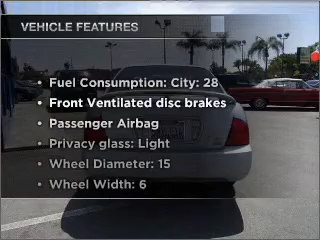 VEHICLE FEATURES
• Fuel Consumption: City: 28
• Front Ventilated disc brakes
• Passenger Airbag
• Privacy glass: Light
• Wheel Diameter: 15
• Wheel Width: 6